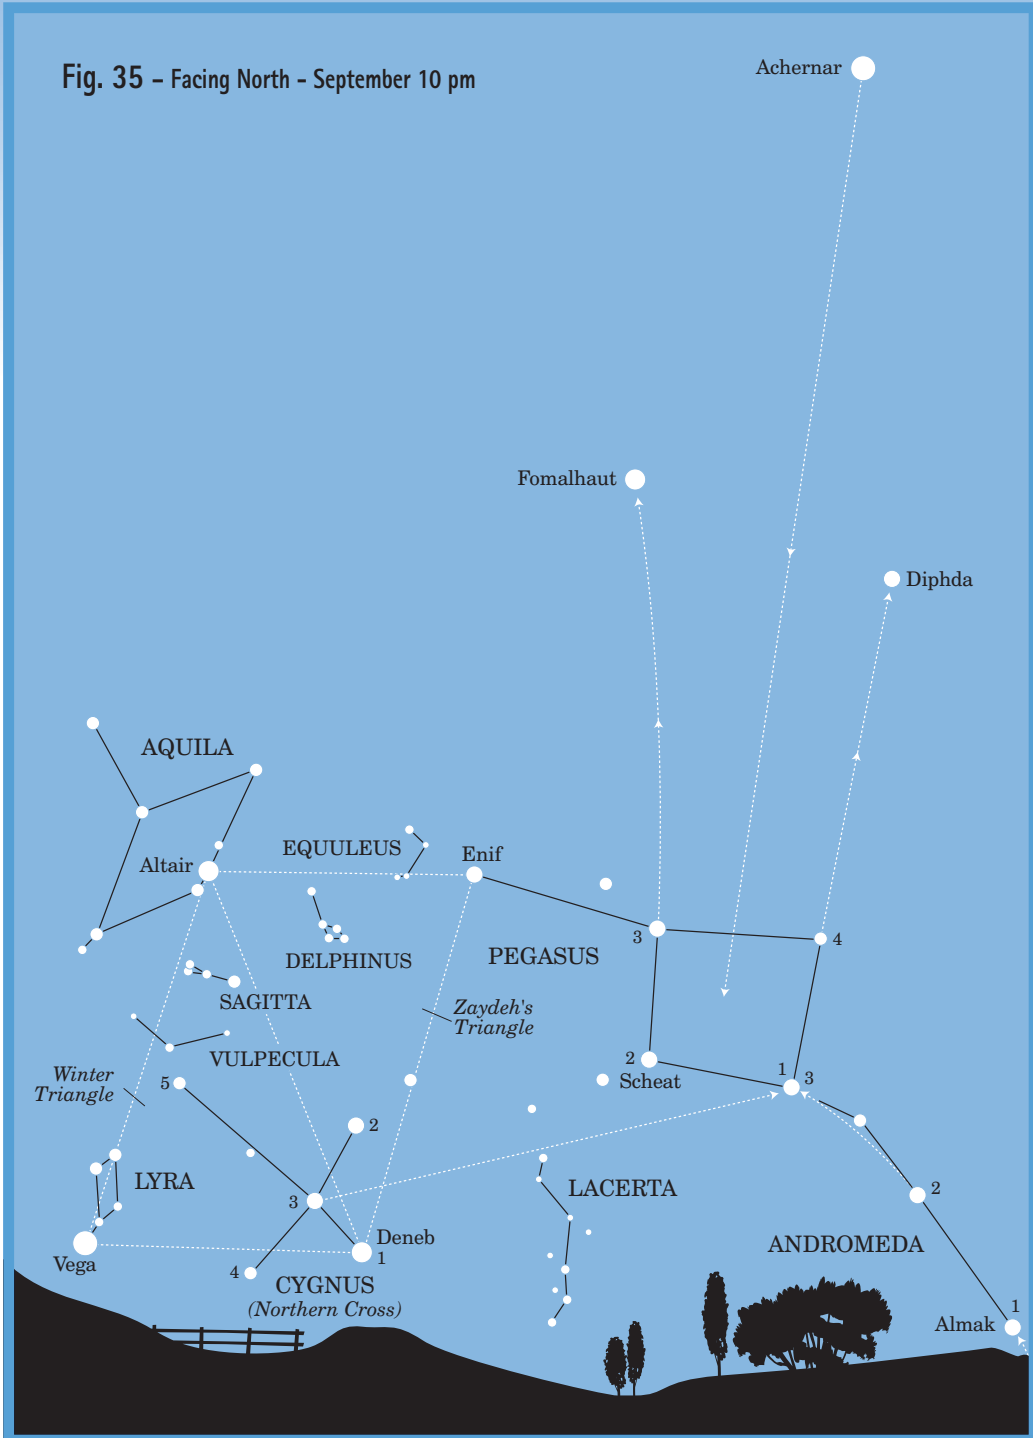 Fig. 35 – Facing North - September 10 pm
Achernar
Fomalhaut
Diphda
AQUILA
Altair
EQUULEUS
Enif
3
4
DELPHINUS
PEGASUS
SAGITTA
Zaydeh's
Triangle
VULPECULA
2
Scheat
1
3
Winter
Triangle
5
2
LYRA
3
LACERTA
2
Deneb
1
ANDROMEDA
Vega
4
CYGNUS
(Northern Cross)
1
Almak